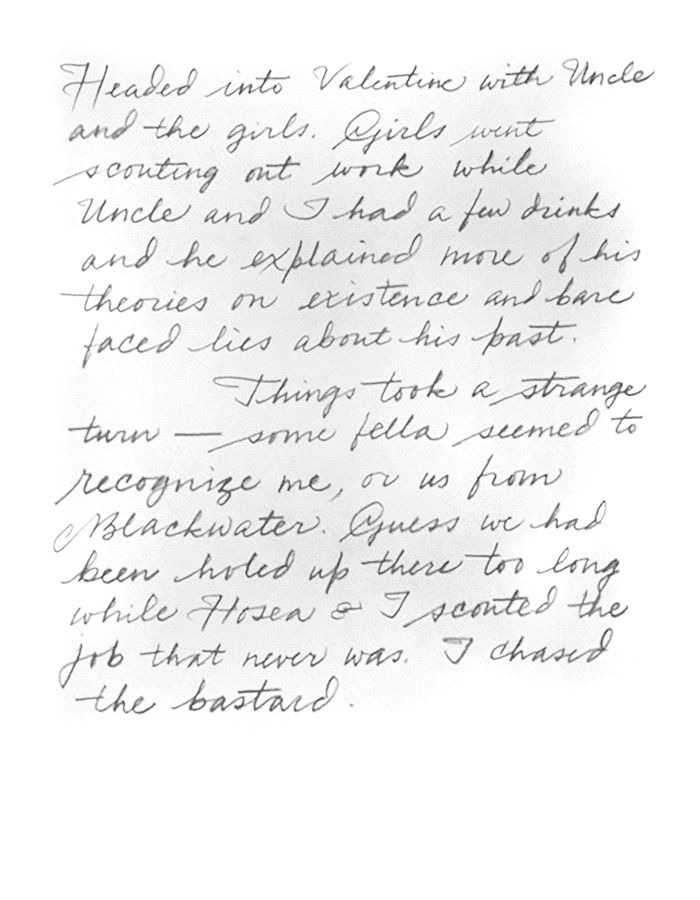 Headed into Valentine with Uncle
and the girls. Girls went
scouting out work while
Uncle and I had a few drinks
and he explained more of his
theories on existence and bare
faced lies about his past.
Things took a strange
turn — some fella seemed to
recognize me, or us from
Blackwater. Guess we had
been holed up there too long
while Hosea & I scouted the
job that never was. I chased
the bastard.